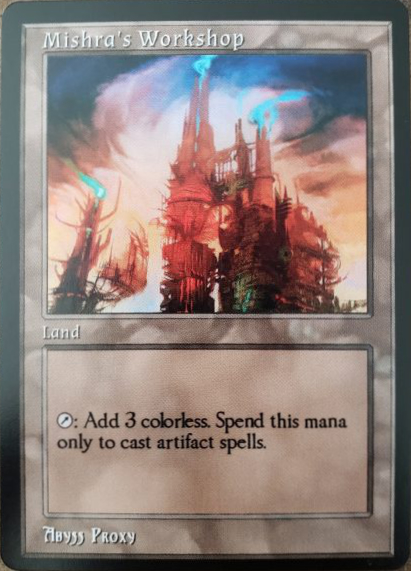 Mishra's Workshop
Land
: Add 3 colorless. Spend this mana
only to cast artifact spells.
Abyss Proxy